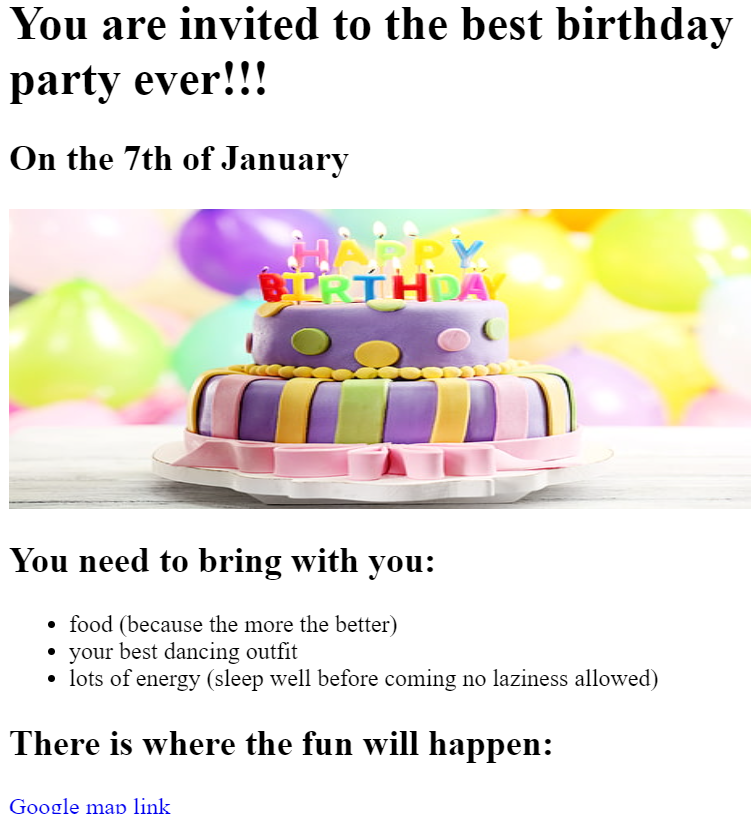 You are invited to the best birthday
party ever!!!
On the 7th of January
HAPPY
BIRTHDAY
You need to bring with you:
food (because the more the better)
your best dancing outfit
lots of energy (sleep well before coming no laziness allowed)
There is where the fun will happen:
Google map link